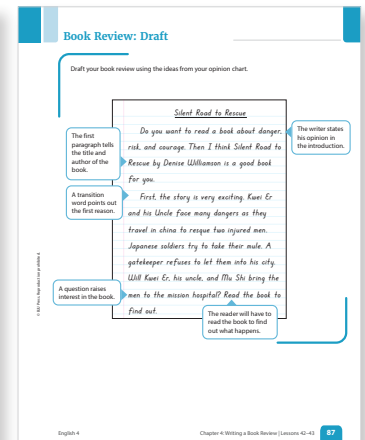 Book Review: Draft
Draft your book review using the ideas from your opinion chart.
Silent Road to Rescue
Do you want to read a book about danger,
risk, and courage. Then I think Silent Road to
Rescue by Denise Williamson is a good book
for you.
First, the story is very exciting. Kwei Er
and his Uncle face many dangers as they
travel in china to rescue two injured men.
Japanese soldiers try to take their mule. A
gatekeeper refuses to let them into his city.
Will Kwei Er, his uncle, and Mu Shi bring the
men to the mission hospital? Read the book to
find out.
The first
paragraph tells
the title and
author of the
book.
A transition
word points out
the first reason.
A question raises
interest in the book.
The writer states
his opinion in
the introduction.
The reader will have to
read the book to find
out what happens.
English 4
Chapter 4: Writing a Book Review | Lessons 42–43
87